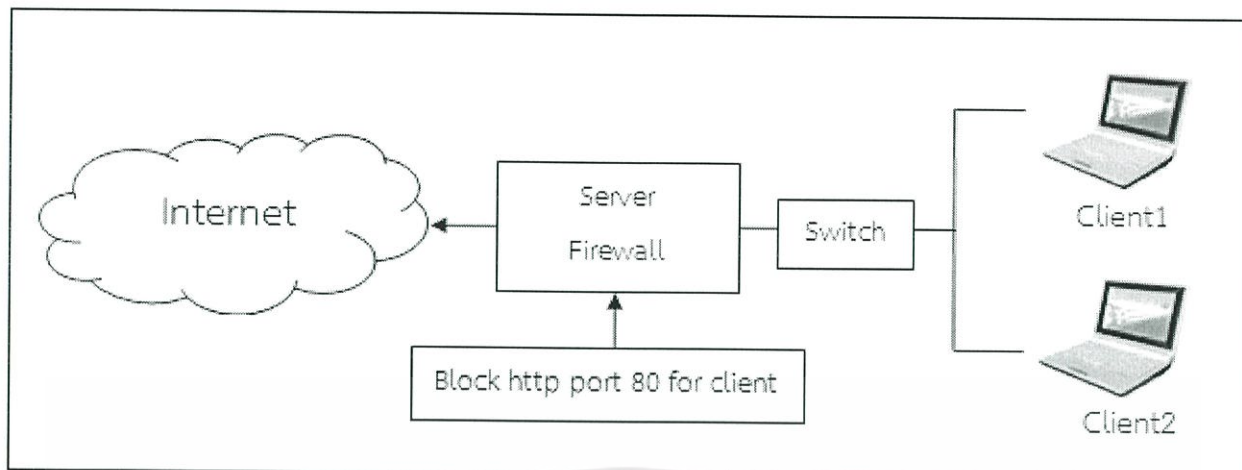 Internet
Server
Firewall
Switch
Client1
Block http port 80 for client
Client2